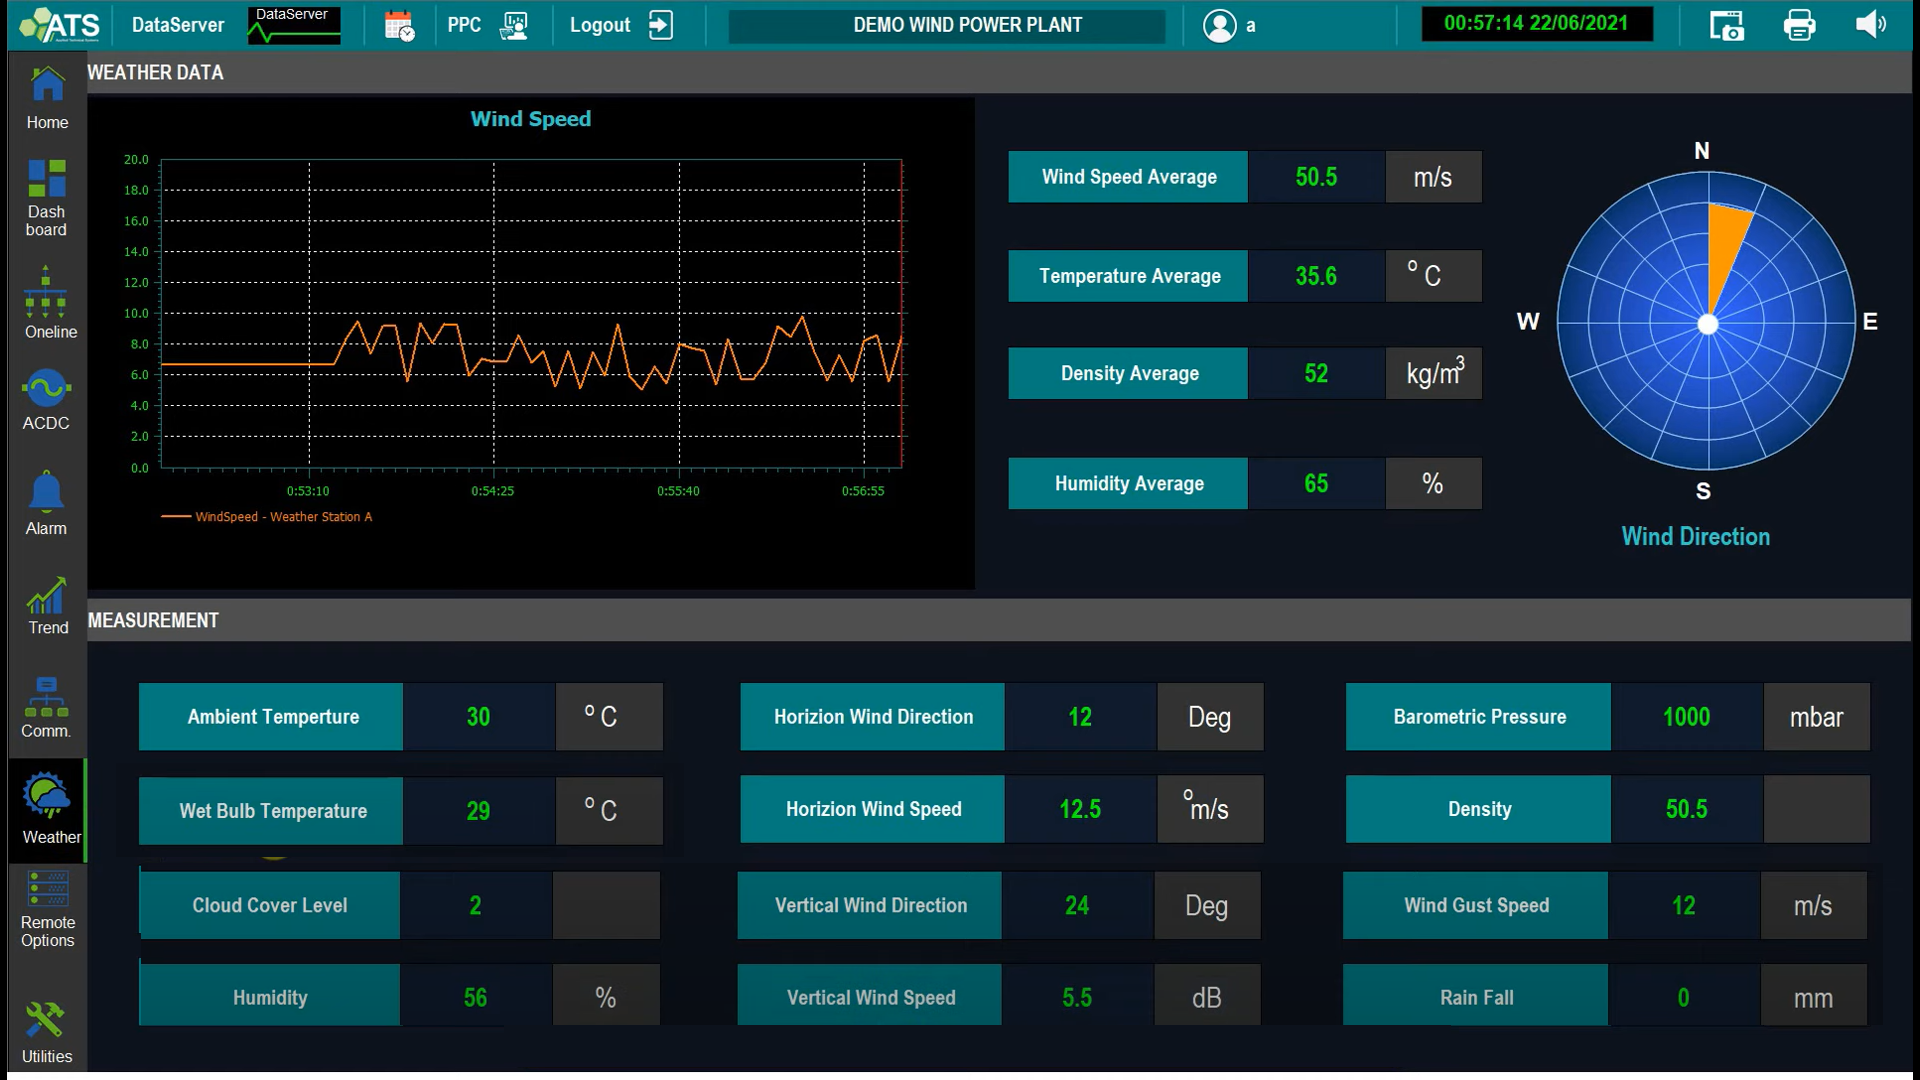 ATS
DataServer
DataServer
PPC
Logout
DEMO WIND POWER PLANT
a
00:57:14 22/06/2021
Home
Dash
board
Oneline
ACDC
Alarm
Trend
Comm.
Weather
Remote
Options
Utilities
WEATHER DATA
Wind Speed
20.0
18.0
16.0
14.0
12.0
10.0
8.0
6.0
4.0
2.0
0.0
0:53:10 0:54:25 0:55:40 0:56:55
WindSpeed - Weather Station A
Wind Speed Average 50.5 m/s
Temperature Average 35.6 º C
Density Average 52 kg/m³
Humidity Average 65 %
N
W E
S
Wind Direction
MEASUREMENT
Ambient Temperture 30 º C
Horizion Wind Direction 12 Deg
Barometric Pressure 1000 mbar
Wet Bulb Temperature 29 º C
Horizion Wind Speed 12.5 ºm/s
Density 50.5
Cloud Cover Level 2
Vertical Wind Direction 24 Deg
Wind Gust Speed 12 m/s
Humidity 56 %
Vertical Wind Speed 5.5 dB
Rain Fall 0 mm